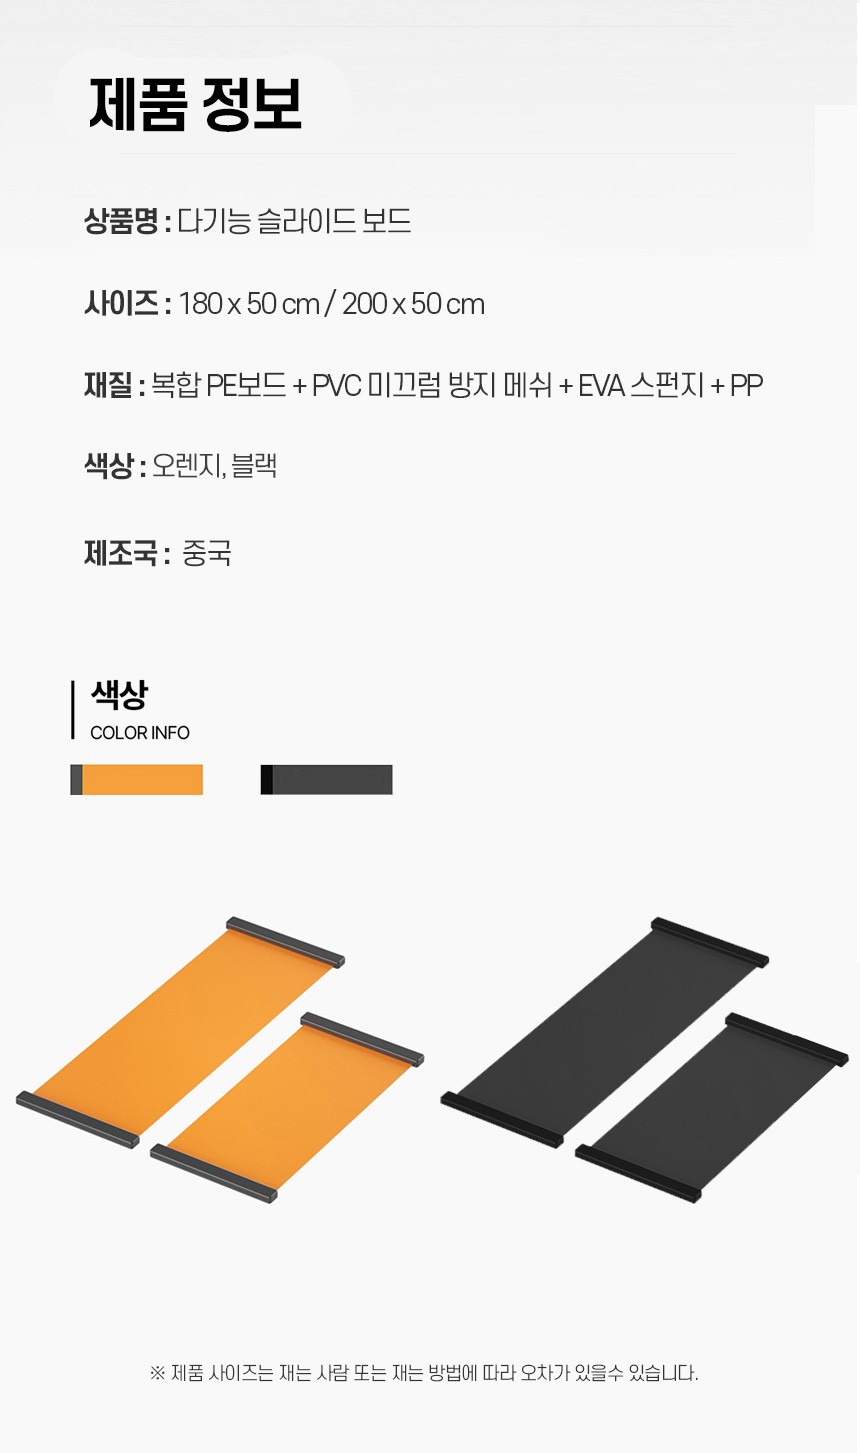 제품 정보
상품명 : 다기능 슬라이드 보드
사이즈 : 180 x 50 cm / 200 x 50 cm
재질 : 복합 PE보드 + PVC 미끄럼 방지 메쉬 + EVA 스펀지 + PP
색상 : 오렌지, 블랙
제조국 : 중국
색상
COLOR INFO
※ 제품 사이즈는 재는 사람 또는 재는 방법에 따라 오차가 있을수 있습니다.